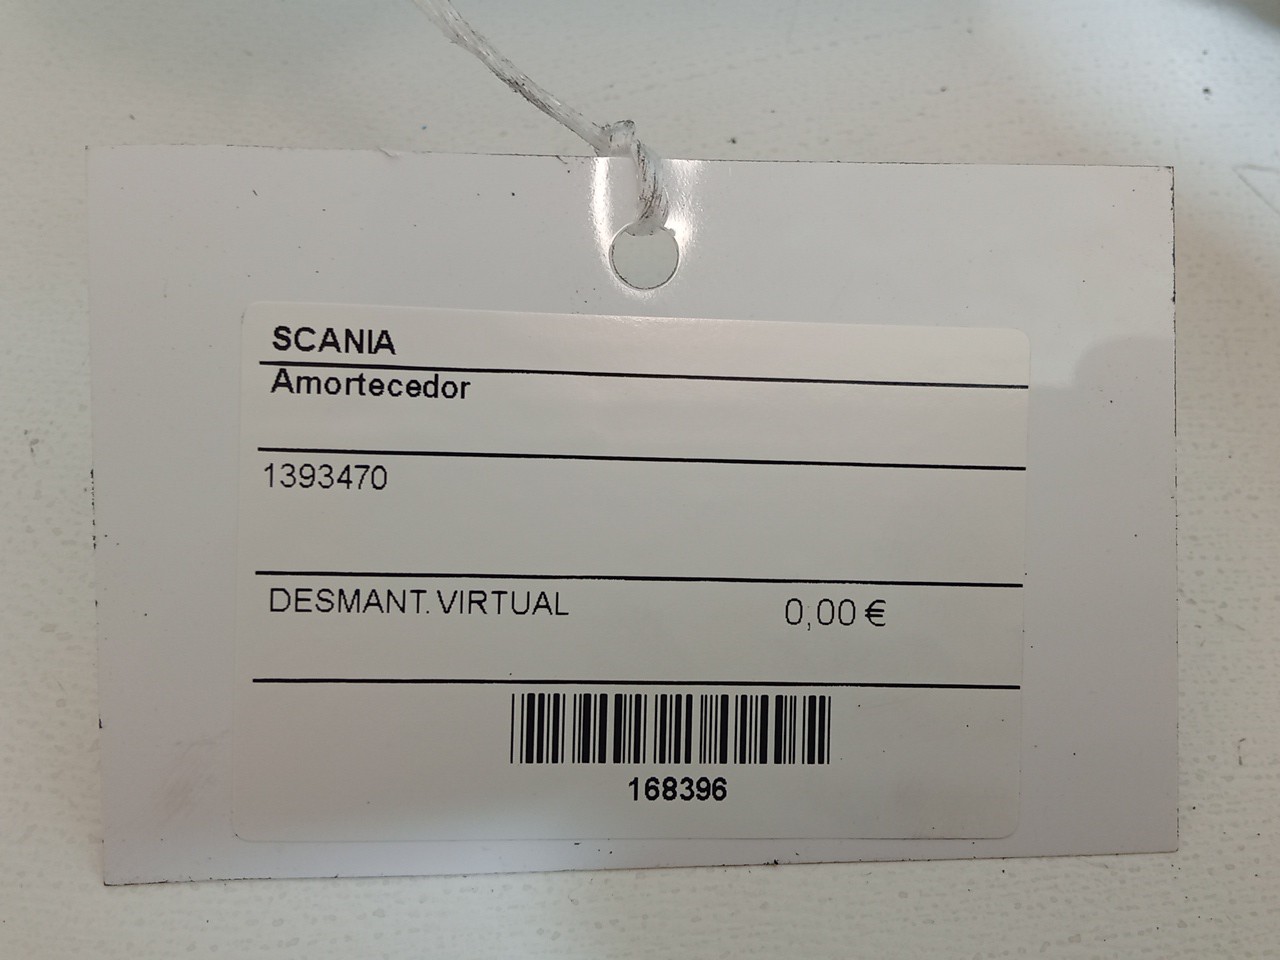 SCANIA
Amortecedor
1393470
DESMANT. VIRTUAL 0,00 €
168396